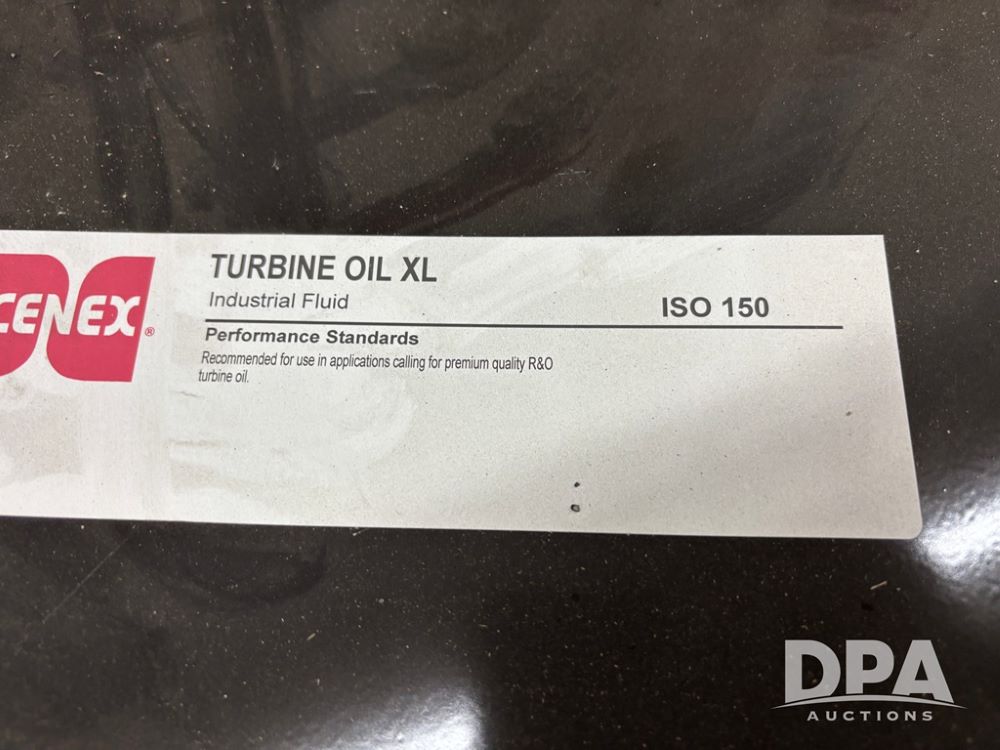 CENEX®
TURBINE OIL XL
Industrial Fluid
ISO 150
Performance Standards
Recommended for use in applications calling for premium quality R&O
turbine oil.
DPA
AUCTIONS